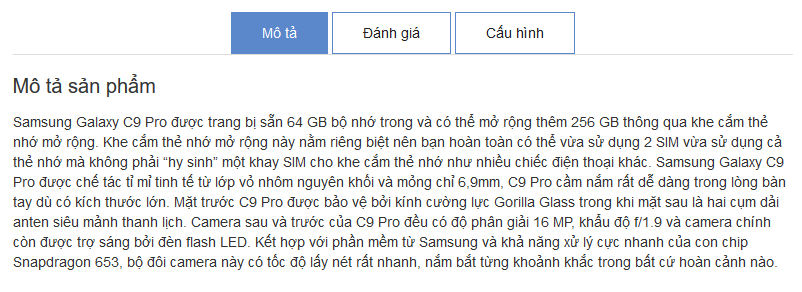 Mô tả
Đánh giá
Cấu hình
Mô tả sản phẩm
Samsung Galaxy C9 Pro được trang bị sẵn 64 GB bộ nhớ trong và có thể mở rộng thêm 256 GB thông qua khe cắm thẻ
nhớ mở rộng. Khe cắm thẻ nhớ mở rộng này nằm riêng biệt nên bạn hoàn toàn có thể vừa sử dụng 2 SIM vừa sử dụng cả
thẻ nhớ mà không phải “hy sinh” một khay SIM cho khe cắm thẻ nhớ như nhiều chiếc điện thoại khác. Samsung Galaxy C9
Pro được chế tác tỉ mỉ tinh tế từ lớp vỏ nhôm nguyên khối và mỏng chỉ 6,9mm, C9 Pro cầm nắm rất dễ dàng trong lòng bàn
tay dù có kích thước lớn. Mặt trước C9 Pro được bảo vệ bởi kính cường lực Gorilla Glass trong khi mặt sau là hai cụm dải
anten siêu mảnh thanh lịch. Camera sau và trước của C9 Pro đều có độ phân giải 16 MP, khẩu độ f/1.9 và camera chính
còn được trợ sáng bởi đèn flash LED. Kết hợp với phần mềm từ Samsung và khả năng xử lý cực nhanh của con chip
Snapdragon 653, bộ đôi camera này có tốc độ lấy nét rất nhanh, nắm bắt từng khoảnh khắc trong bất cứ hoàn cảnh nào.